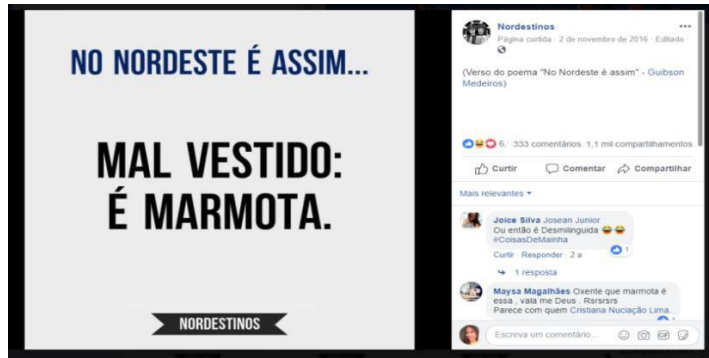 NO NORDESTE É ASSIM...
MAL VESTIDO:
É MARMOTA.
NORDESTINOS
Nordestinos
Página curtida · 2 de novembro de 2016 · Editado ·
(Verso do poema "No Nordeste é assim" - Guibson
Medeiros)
333 comentários 1,1 mil compartilhamentos
Curtir Comentar Compartilhar
Mais relevantes
Joice Silva Josean Junior
Ou então é Desmilinguida
#CoisasDeMainha
1
Curtir · Responder · 2 a
1 resposta
Maysa Magalhães Oxente que marmota é
essa , vala me Deus . Rsrsrsrs
Parece com quem Cristiana Nuciação Lima.
Escreva um comentário...
GIF